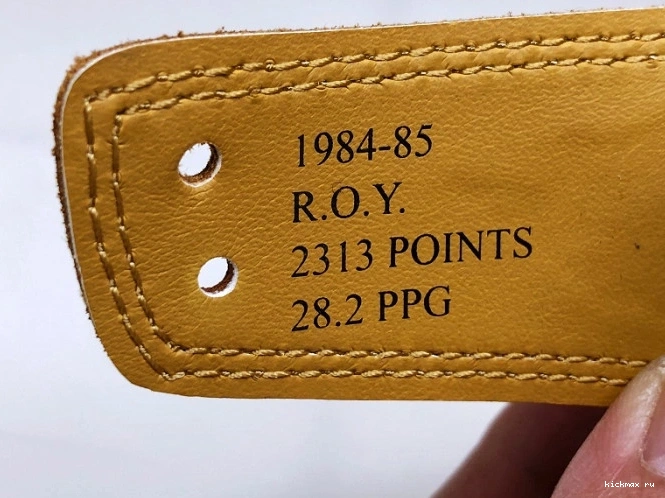 1984-85
R.O.Y.
2313 POINTS
28.2 PPG
kickmax ru